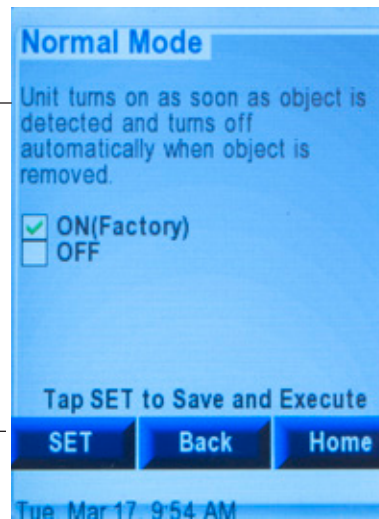 Normal Mode
Unit turns on as soon as object is
detected and turns off
automatically when object is
removed.
ON(Factory)
OFF
Tap SET to Save and Execute
SET Back Home
Tue, Mar 17, 9:54 AM